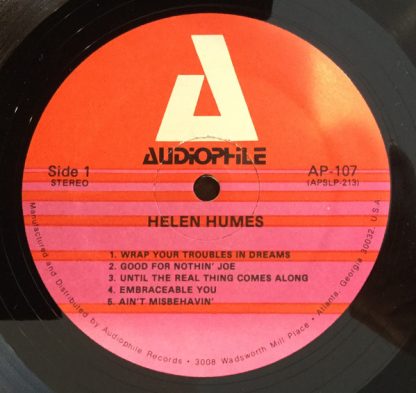 AUDIOPHILE
Side 1
STEREO
AP-107
(APSLP-213)
HELEN HUMES
1. WRAP YOUR TROUBLES IN DREAMS
2. GOOD FOR NOTHIN' JOE
3. UNTIL THE REAL THING COMES ALONG
4. EMBRACEABLE YOU
5. AIN'T MISBEHAVIN'
Manufactured and Distributed by Audiophile Records • 3008 Wadsworth Mill Place • Atlanta, Georgia 30032, U.S.A.